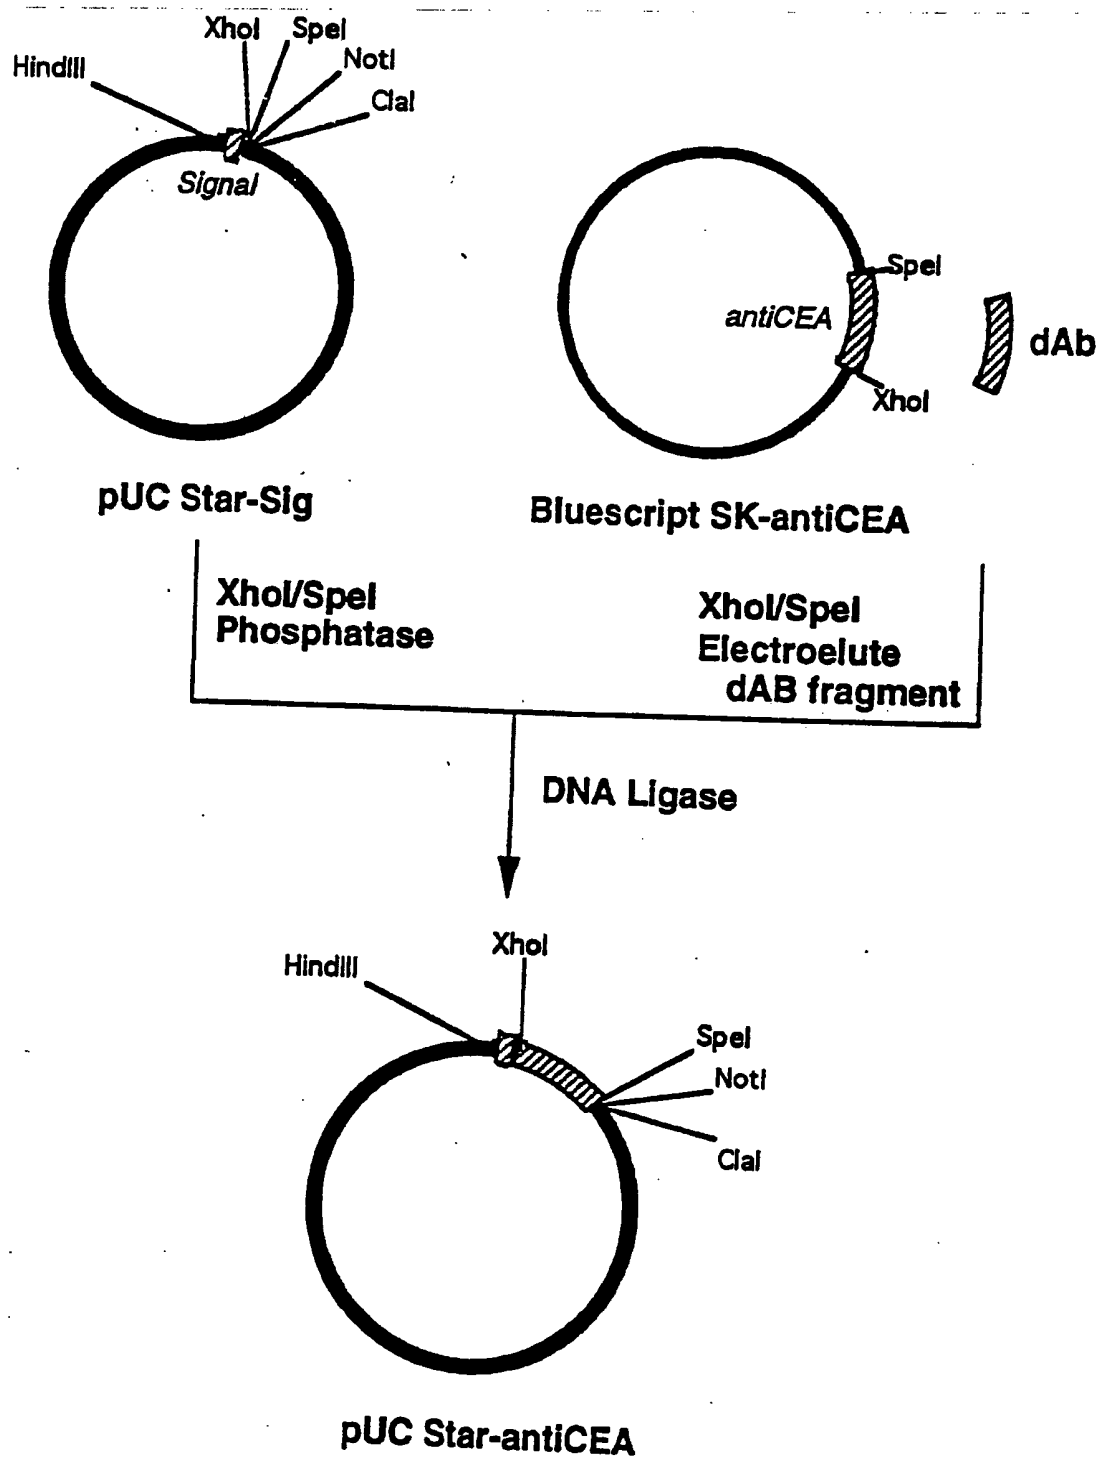 XhoI
SpeI
NotI
HindIII
ClaI
Signal
SpeI
antiCEA
dAb
XhoI
pUC Star-Sig
Bluescript SK-antiCEA
XhoI/SpeI
Phosphatase
XhoI/SpeI
Electroelute
dAB fragment
DNA Ligase
XhoI
HindIII
SpeI
NotI
ClaI
pUC Star-antiCEA